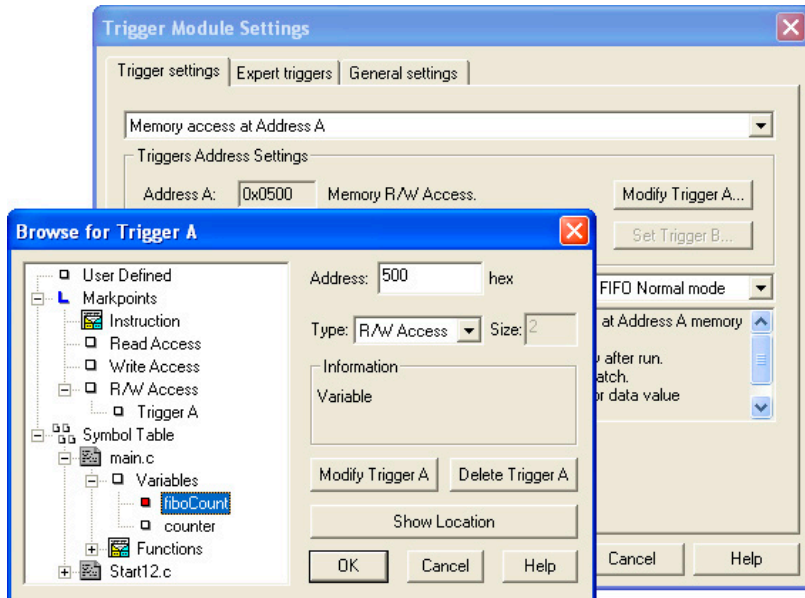 Trigger Module Settings
Trigger settings
Expert triggers
General settings
Memory access at Address A
Triggers Address Settings
Address A: 0x0500 Memory R/W Access.
Modify Trigger A...
Set Trigger B...
FIFO Normal mode
at Address A memory
after run.
data value
Cancel
Help
Browse for Trigger A
User Defined
Markpoints
Instruction
Read Access
Write Access
R/W Access
Trigger A
Symbol Table
main.c
Variables
fiboCount
counter
Functions
Start12.c
Address: 500 hex
Type: R/W Access Size: 2
Information
Variable
Modify Trigger A
Delete Trigger A
Show Location
OK
Cancel
Help